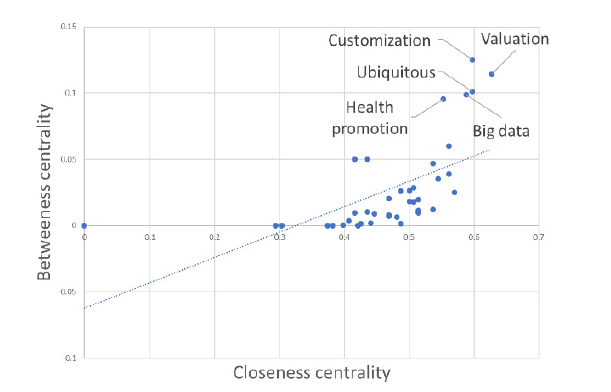 0.15
Customization
Valuation
Ubiquitous
0.1
Health
promotion
Big data
0.05
0
0 0.1 0.2 0.3 0.4 0.5 0.6 0.7
0.05
0.1
Betweeness centrality
Closeness centrality